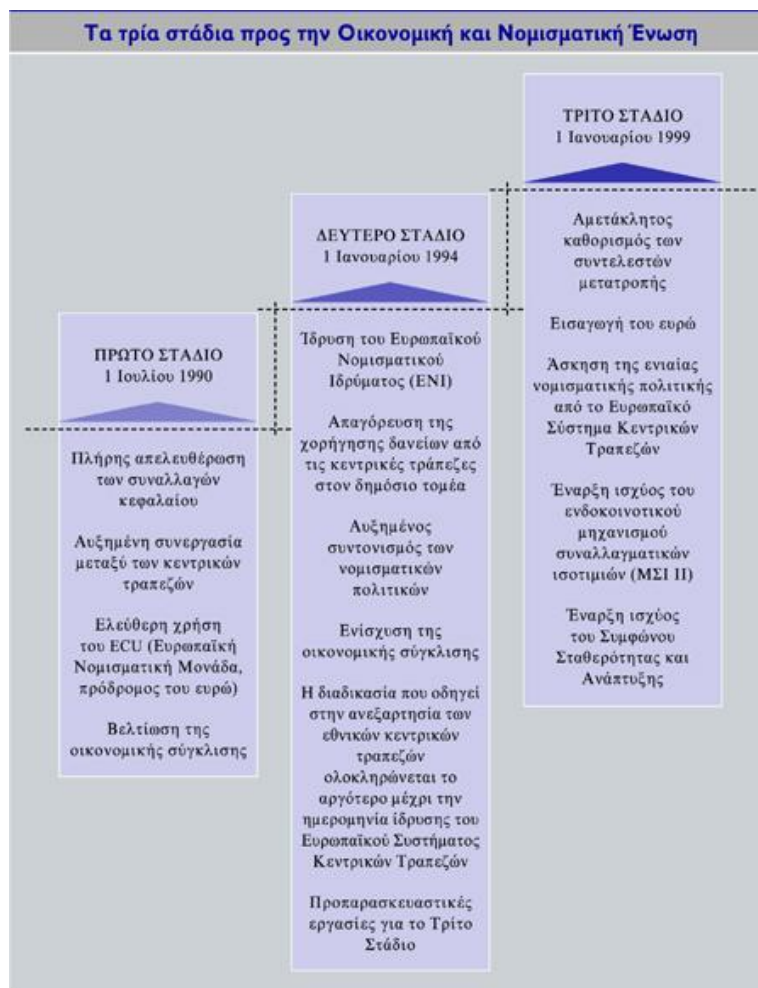 Τα τρία στάδια προς την Οικονομική και Νομισματική Ένωση
ΠΡΩΤΟ ΣΤΑΔΙΟ
1 Ιουλίου 1990
Πλήρης απελευθέρωση
των συναλλαγών
κεφαλαίου
Αυξημένη συνεργασία
μεταξύ των κεντρικών
τραπεζών
Ελεύθερη χρήση
του ECU (Ευρωπαϊκή
Νομισματική Μονάδα,
πρόδρομος του ευρώ)
Βελτίωση της
οικονομικής σύγκλισης
ΔΕΥΤΕΡΟ ΣΤΑΔΙΟ
1 Ιανουαρίου 1994
Ίδρυση του Ευρωπαϊκού
Νομισματικού
Ιδρύματος (ΕΝΙ)
Απαγόρευση της
χορήγησης δανείων από
τις κεντρικές τράπεζες
στον δημόσιο τομέα
Αυξημένος
συντονισμός των
νομισματικών
πολιτικών
Ενίσχυση της
οικονομικής σύγκλισης
Η διαδικασία που οδηγεί
στην ανεξαρτησία των
εθνικών κεντρικών
τραπεζών
ολοκληρώνεται το
αργότερο μέχρι την
ημερομηνία ίδρυσης του
Ευρωπαϊκού Συστήματος
Κεντρικών Τραπεζών
Προπαρασκευαστικές
εργασίες για το Τρίτο
Στάδιο
ΤΡΙΤΟ ΣΤΑΔΙΟ
1 Ιανουαρίου 1999
Αμετάκλητος
καθορισμός των
συντελεστών
μετατροπής
Εισαγωγή του ευρώ
Άσκηση της ενιαίας
νομισματικής πολιτικής
από το Ευρωπαϊκό
Σύστημα Κεντρικών
Τραπεζών
Έναρξη ισχύος του
ενδοκοινοτικού
μηχανισμού
συναλλαγματικών
ισοτιμιών (ΜΣΙ ΙΙ)
Έναρξη ισχύος
του Συμφώνου
Σταθερότητας και
Ανάπτυξης